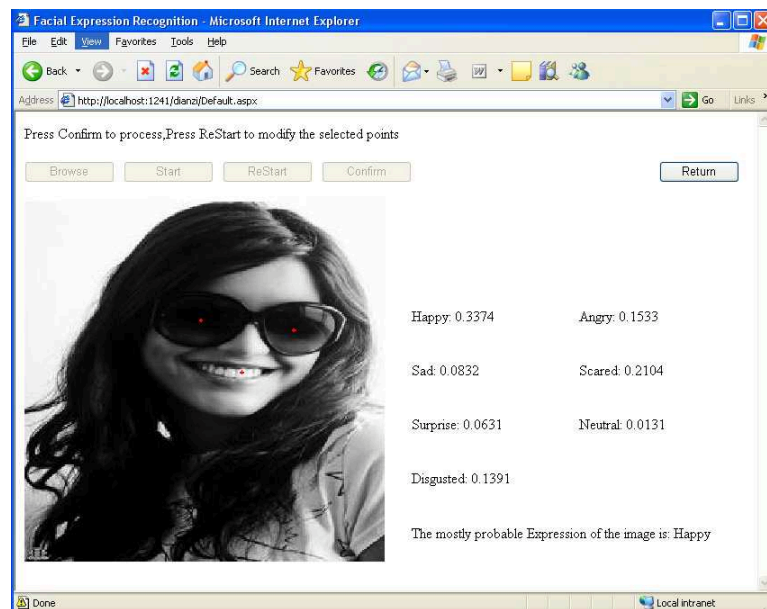 Facial Expression Recognition - Microsoft Internet Explorer
File Edit View Favorites Tools Help
Back Search Favorites
Address http://localhost:1241/dianzi/Default.aspx Go Links
Press Confirm to process,Press ReStart to modify the selected points
Browse Start ReStart Confirm Return
Happy: 0.3374 Angry: 0.1533
Sad: 0.0832 Scared: 0.2104
Surprise: 0.0631 Neutral: 0.0131
Disgusted: 0.1391
The mostly probable Expression of the image is: Happy
Done Local intranet